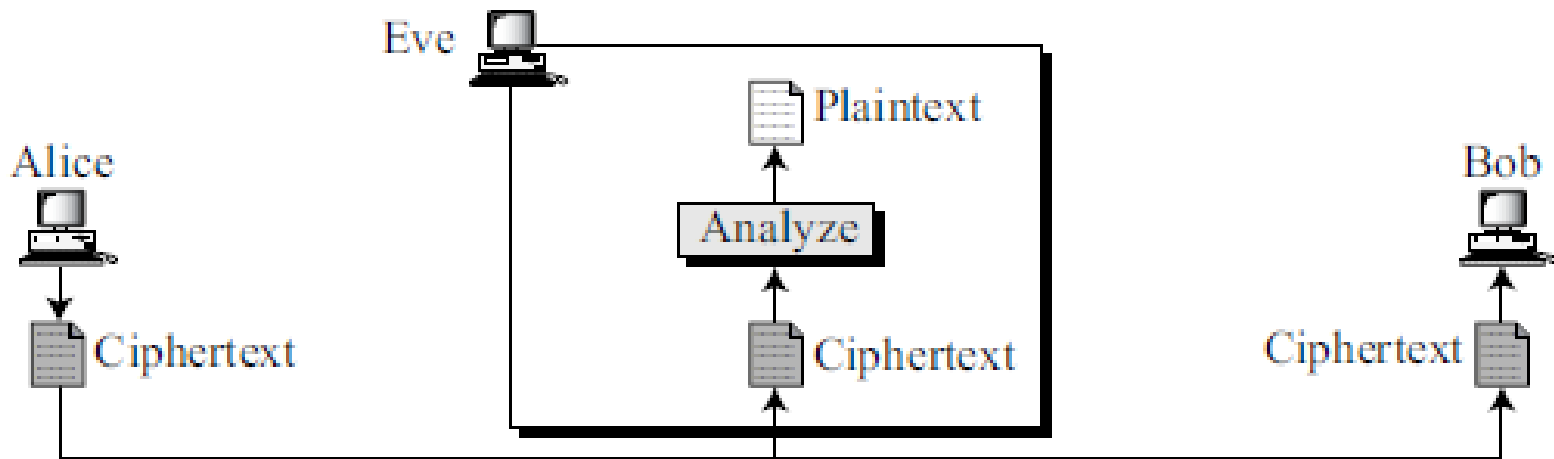 Eve
Plaintext
Alice
Bob
Analyze
Ciphertext
Ciphertext
Ciphertext